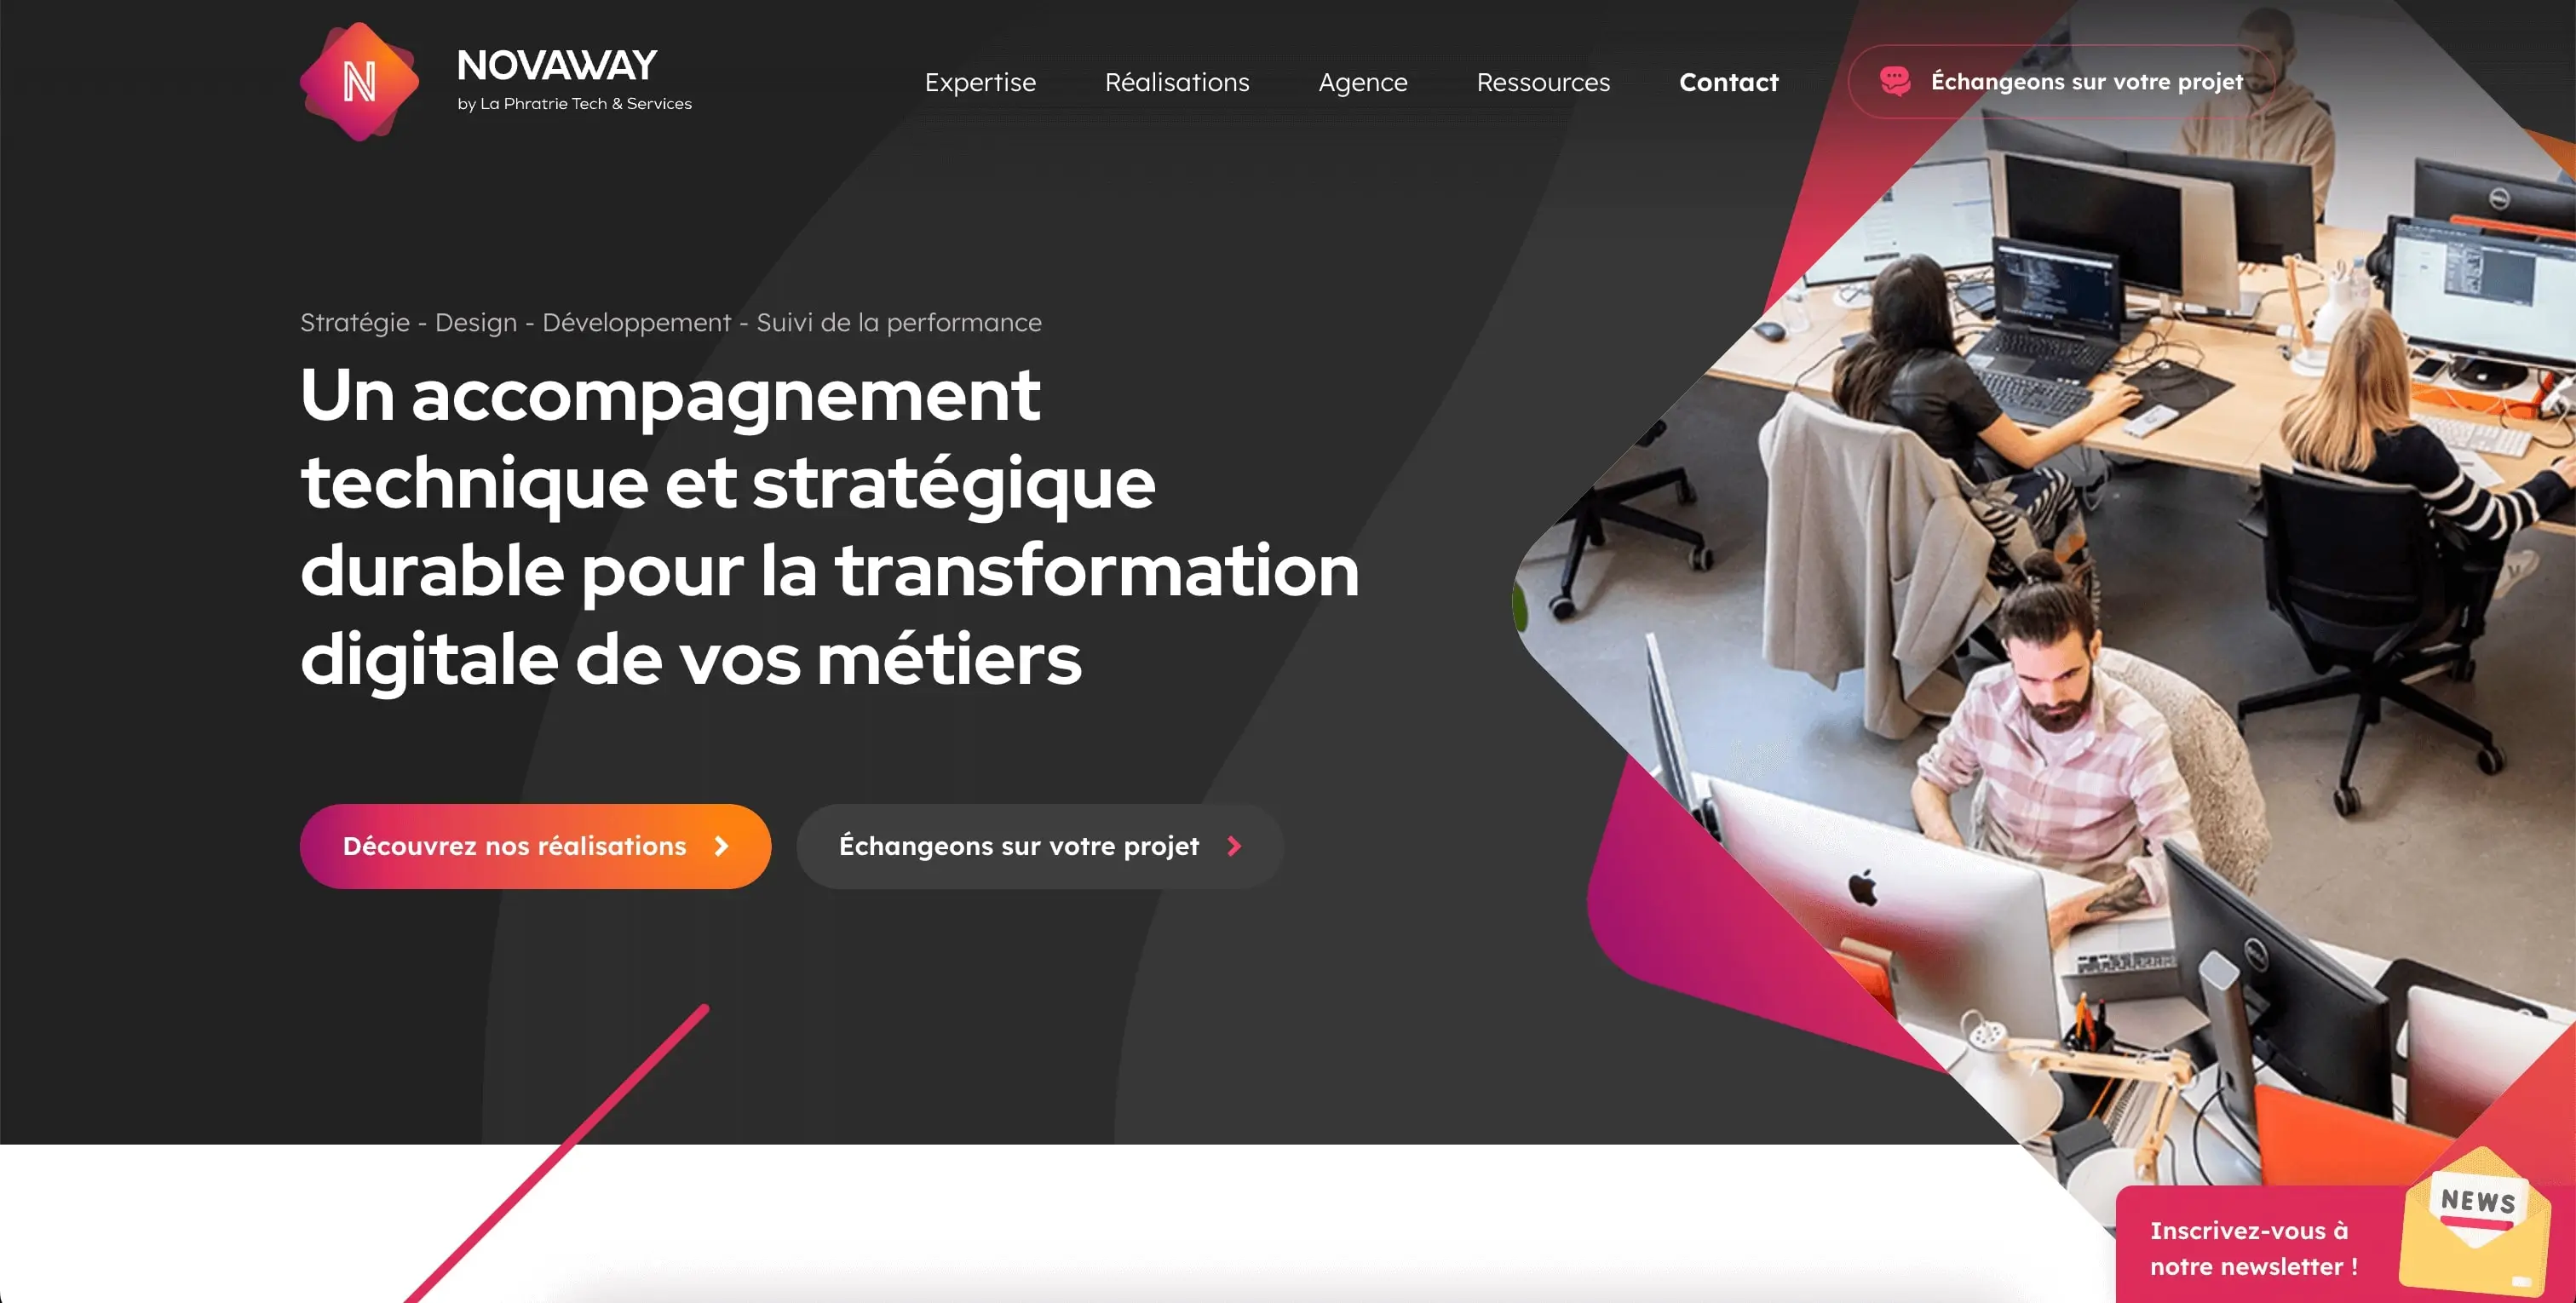 N
NOVAWAY
by La Phratrie Tech & Services
Expertise
Réalisations
Agence
Ressources
Contact
Échangeons sur votre projet
Stratégie - Design - Développement - Suivi de la performance
Un accompagnement
technique et stratégique
durable pour la transformation
digitale de vos métiers
Découvrez nos réalisations
Échangeons sur votre projet
NEWS
Inscrivez-vous à
notre newsletter !